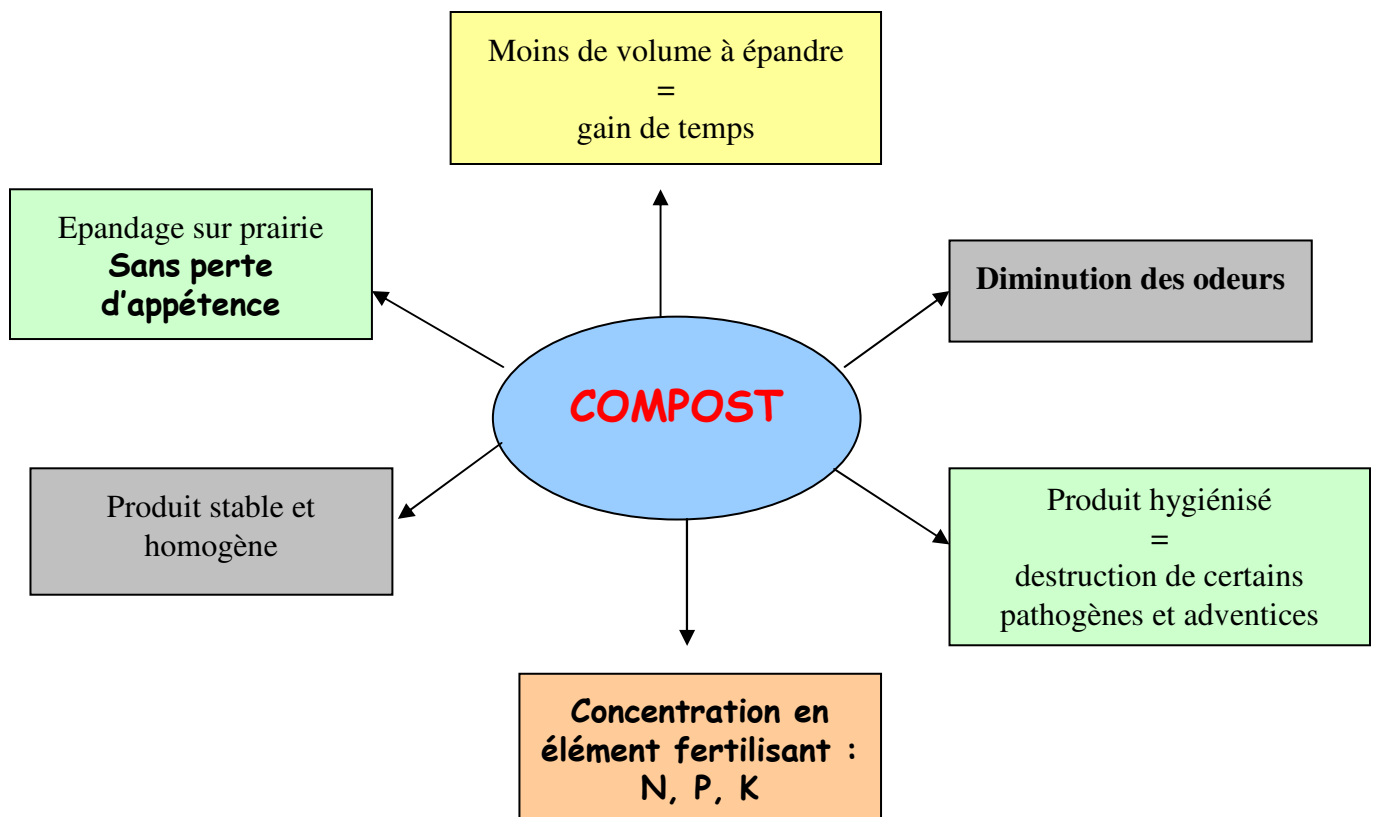 Moins de volume à épandre
=
gain de temps
Epandage sur prairie
Sans perte
d'appétence
Diminution des odeurs
COMPOST
Produit stable et
homogène
Produit hygiénisé
=
destruction de certains
pathogènes et adventices
Concentration en
élément fertilisant :
N, P, K